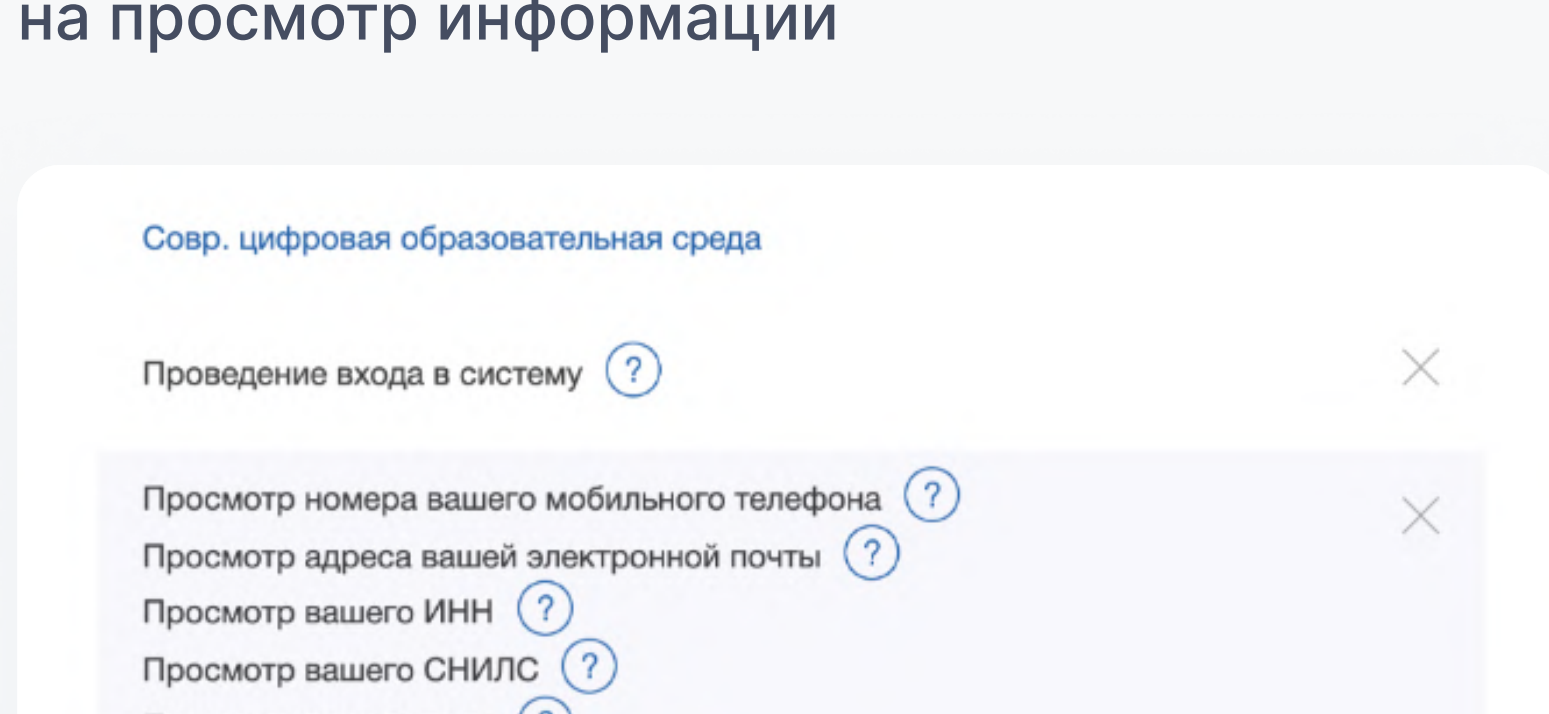 на просмотр информации
Совр. цифровая образовательная среда
Проведение входа в систему ?
Просмотр номера вашего мобильного телефона ?
Просмотр адреса вашей электронной почты ?
Просмотр вашего ИНН ?
Просмотр вашего СНИЛС ?